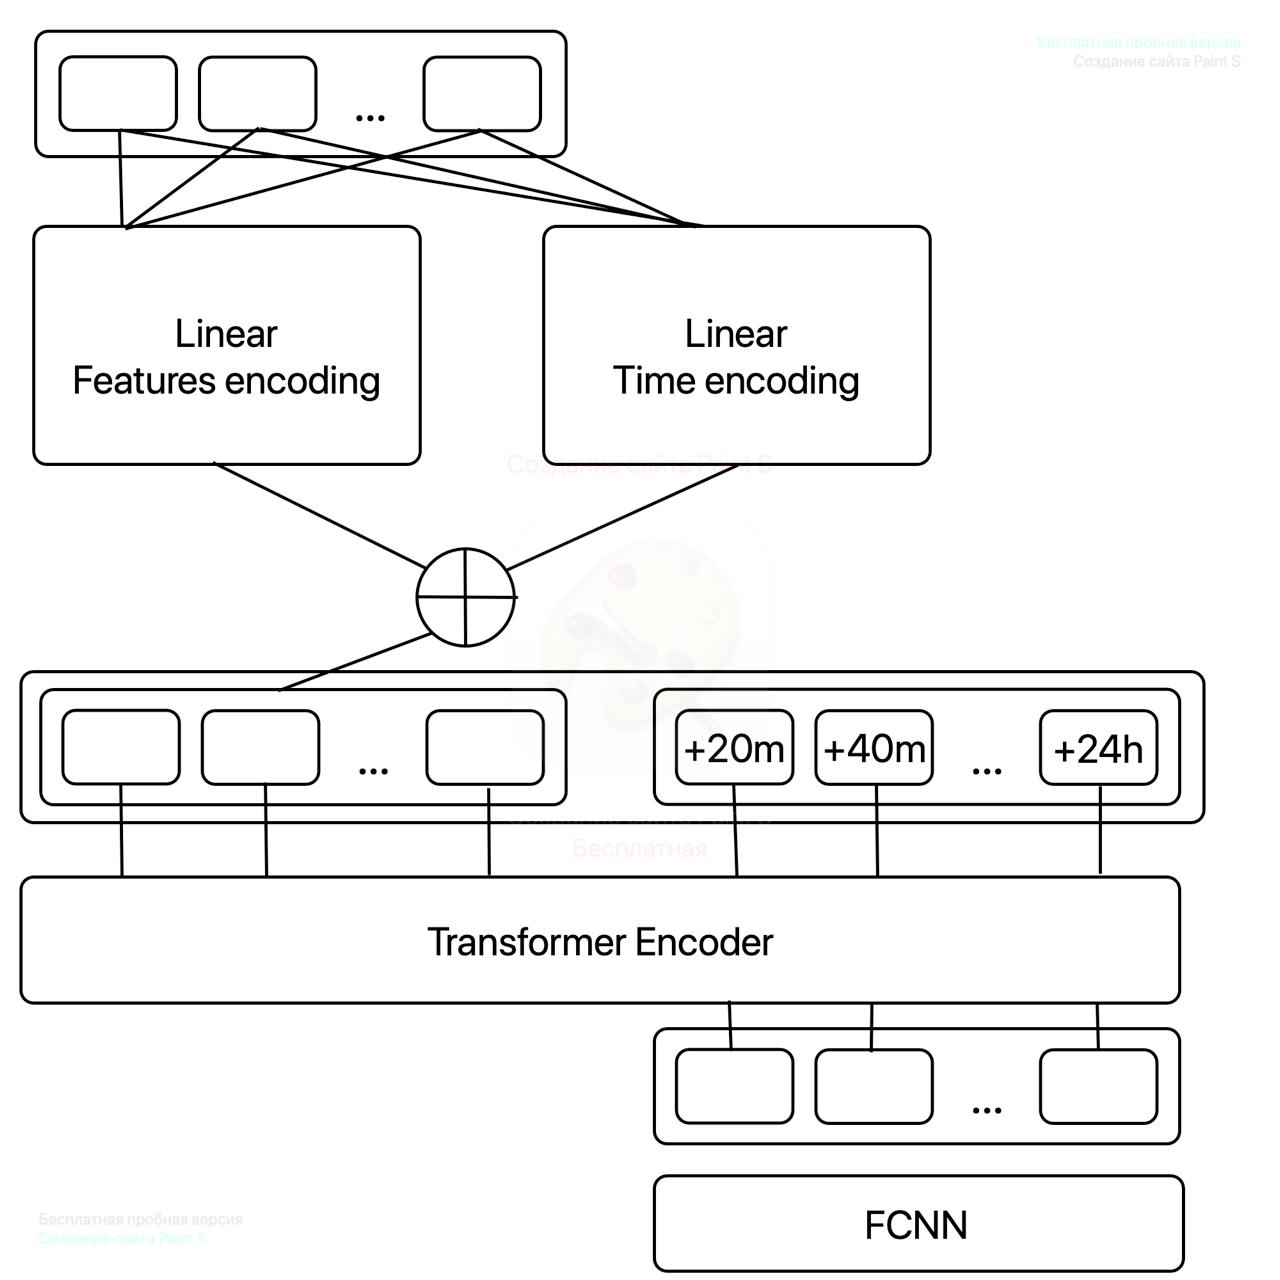 Бесплатная пробная версия
Создание сайта Paint S
...
Linear
Features encoding
Linear
Time encoding
Создание сайта Paint S
...
+20m
+40m
...
+24h
Бесплатная
Transformer Encoder
...
FCNN
Бесплатная пробная версия
Создание сайта Paint S